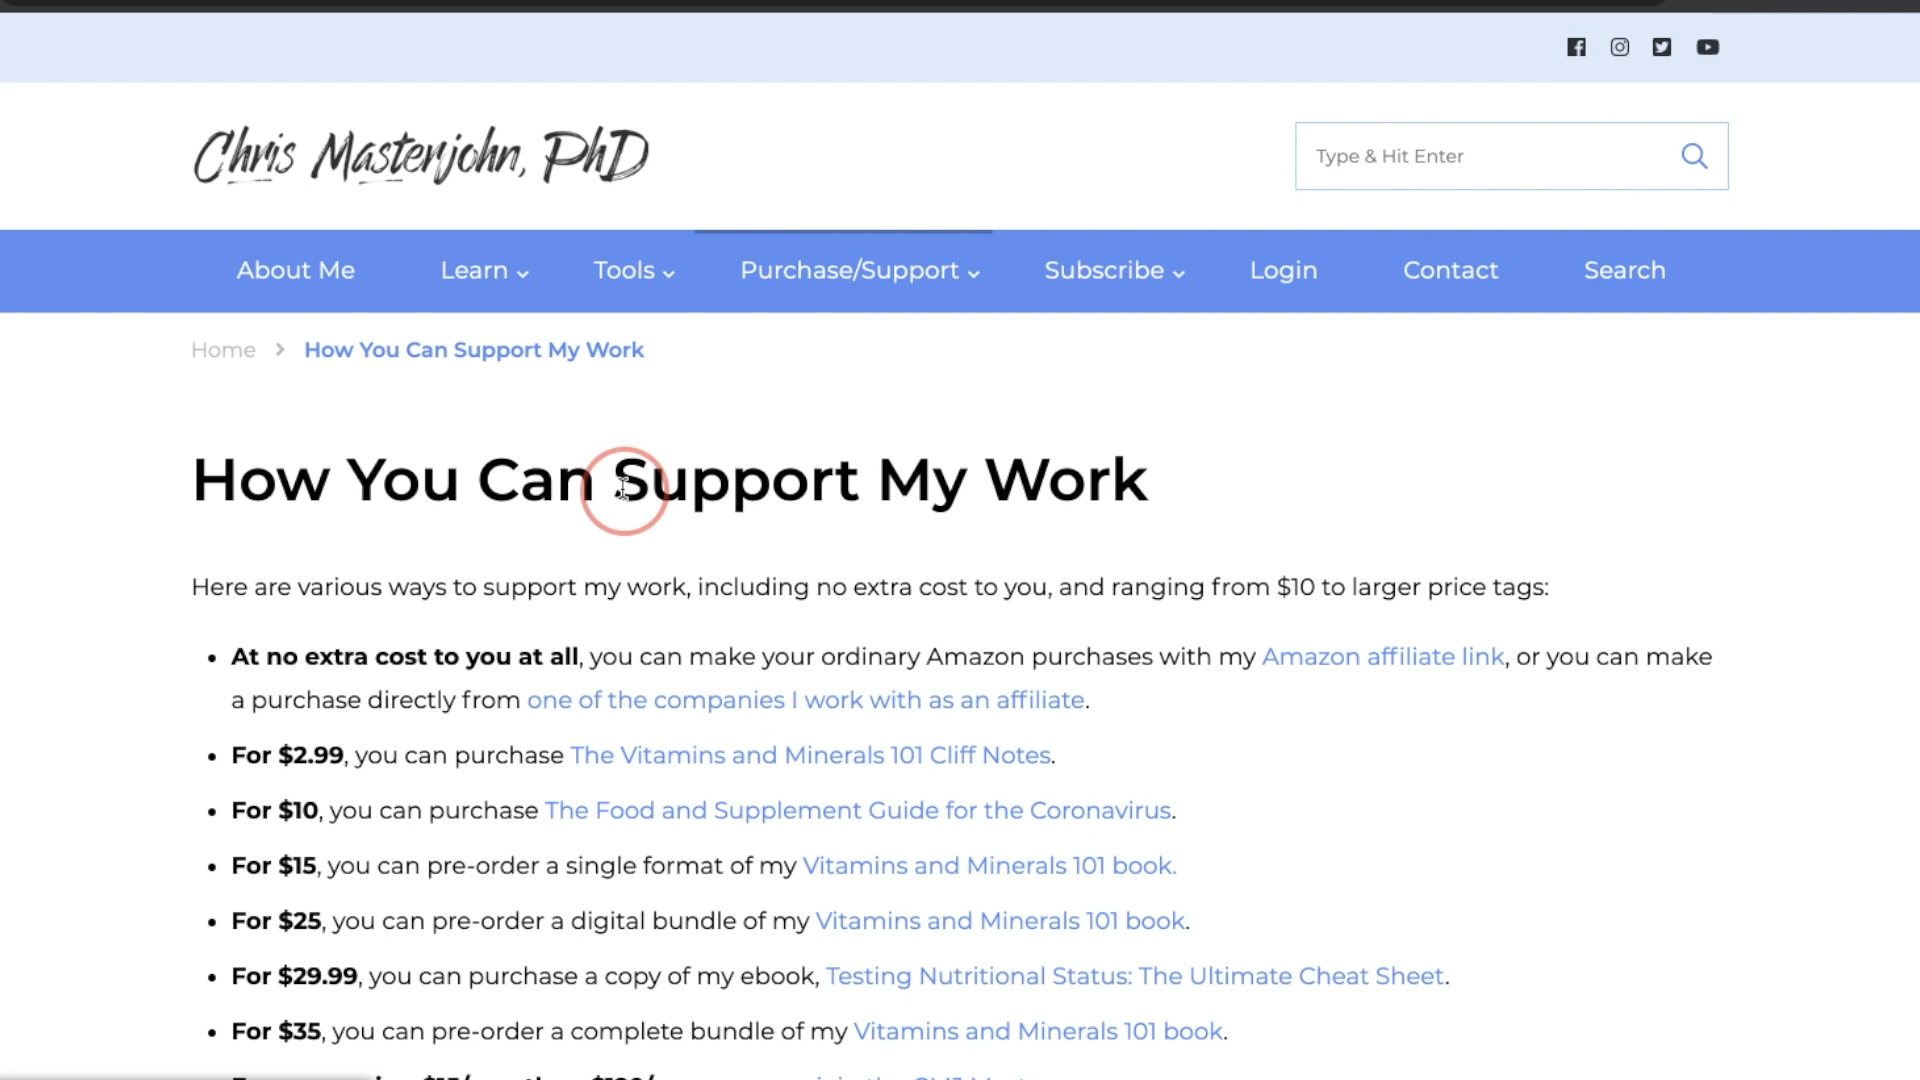 Chris Masterjohn, PhD
Type & Hit Enter
About Me Learn Tools Purchase/Support Subscribe Login Contact Search
Home > How You Can Support My Work
How You Can Support My Work
Here are various ways to support my work, including no extra cost to you, and ranging from $10 to larger price tags:
• At no extra cost to you at all, you can make your ordinary Amazon purchases with my Amazon affiliate link, or you can make
a purchase directly from one of the companies I work with as an affiliate.
• For $2.99, you can purchase The Vitamins and Minerals 101 Cliff Notes.
• For $10, you can purchase The Food and Supplement Guide for the Coronavirus.
• For $15, you can pre-order a single format of my Vitamins and Minerals 101 book.
• For $25, you can pre-order a digital bundle of my Vitamins and Minerals 101 book.
• For $29.99, you can purchase a copy of my ebook, Testing Nutritional Status: The Ultimate Cheat Sheet.
• For $35, you can pre-order a complete bundle of my Vitamins and Minerals 101 book.